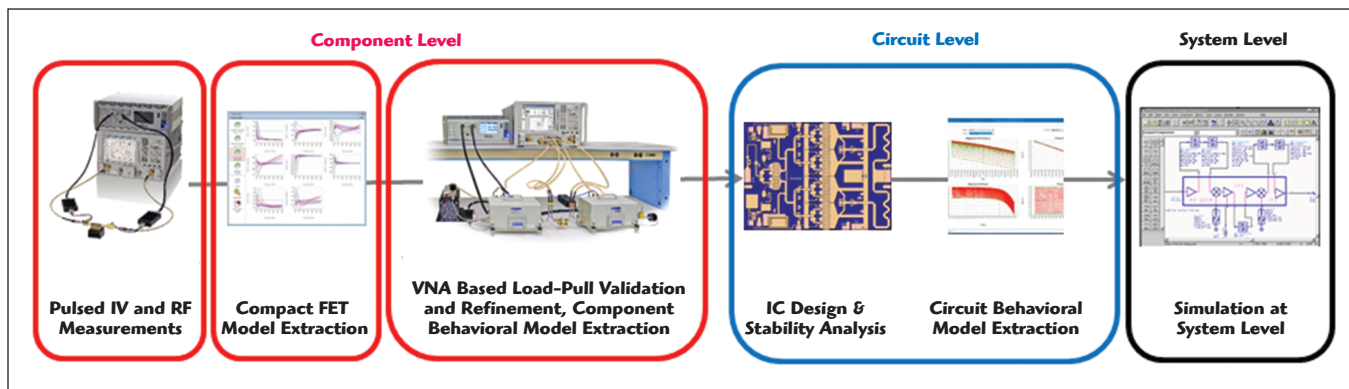 Component Level
Circuit Level
System Level
Pulsed IV and RF
Measurements
Compact FET
Model Extraction
VNA Based Load-Pull Validation
and Refinement, Component
Behavioral Model Extraction
IC Design &
Stability Analysis
Circuit Behavioral
Model Extraction
Simulation at
System Level